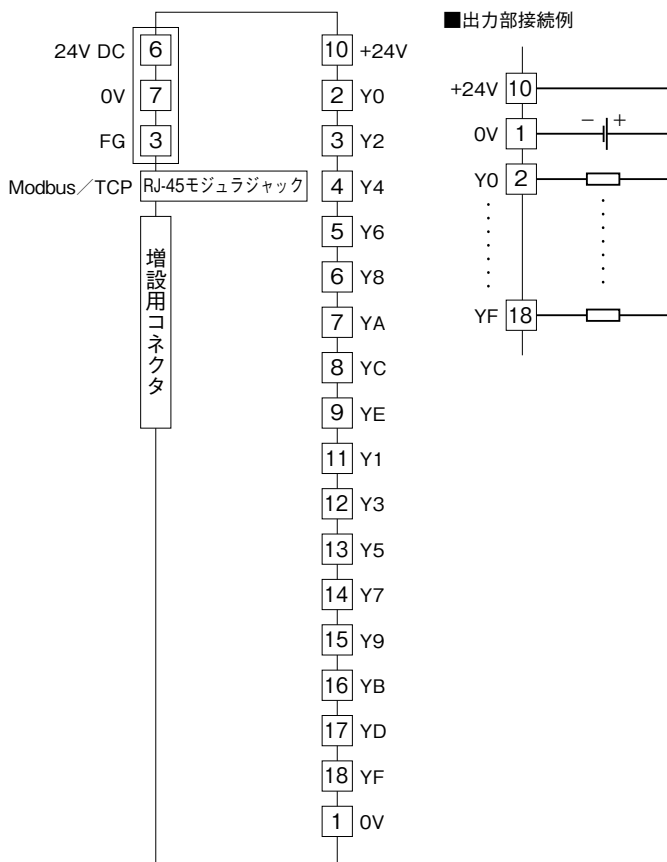 ■出力部接続例
24V DC 6
0V 7
FG 3
Modbus／TCP RJ-45モジュラジャック
増設用コネクタ
10 +24V
2 Y0
3 Y2
4 Y4
5 Y6
6 Y8
7 YA
8 YC
9 YE
11 Y1
12 Y3
13 Y5
14 Y7
15 Y9
16 YB
17 YD
18 YF
1 0V
+24V 10
0V 1 − +
Y0 2
YF 18